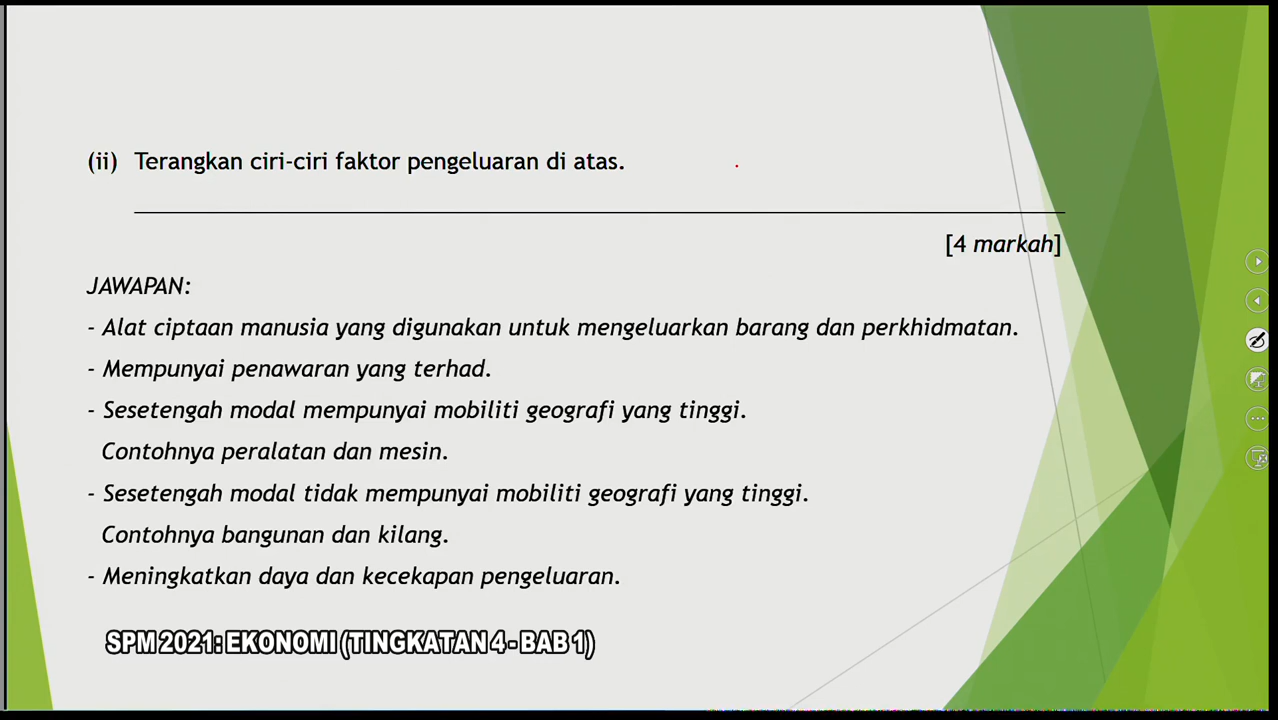 (ii) Terangkan ciri-ciri faktor pengeluaran di atas.
[4 markah]
JAWAPAN:
- Alat ciptaan manusia yang digunakan untuk mengeluarkan barang dan perkhidmatan.
- Mempunyai penawaran yang terhad.
- Sesetengah modal mempunyai mobiliti geografi yang tinggi.
Contohnya peralatan dan mesin.
- Sesetengah modal tidak mempunyai mobiliti geografi yang tinggi.
Contohnya bangunan dan kilang.
- Meningkatkan daya dan kecekapan pengeluaran.
SPM 2021: EKONOMI (TINGKATAN 4 - BAB 1)